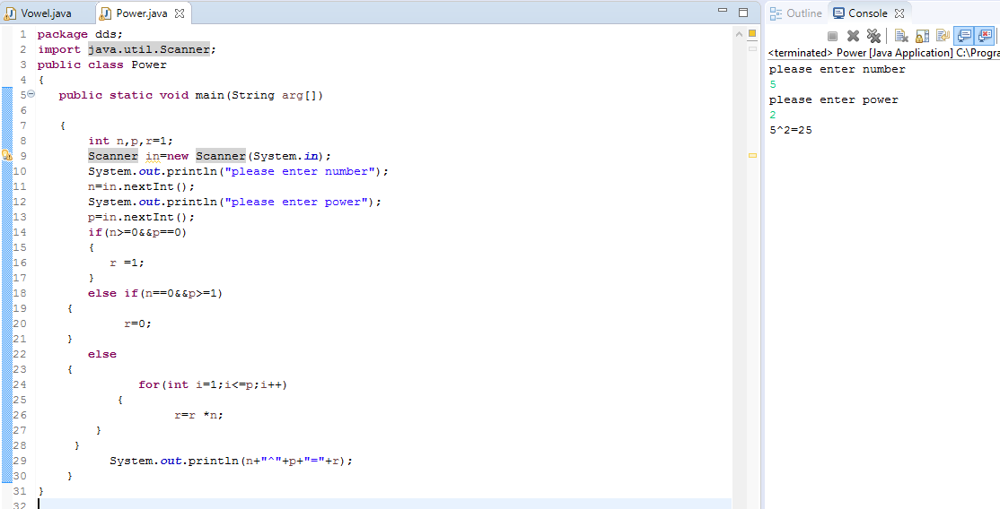 Vowel.java Power.java Outline Console
1 package dds;
2 import java.util.Scanner;
3 public class Power
4 {
5 public static void main(String arg[])
6
7 {
8 int n,p,r=1;
9 Scanner in=new Scanner(System.in);
10 System.out.println("please enter number");
11 n=in.nextInt();
12 System.out.println("please enter power");
13 p=in.nextInt();
14 if(n>=0&&p==0)
15 {
16 r =1;
17 }
18 else if(n==0&&p>=1)
19 {
20 r=0;
21 }
22 else
23 {
24 for(int i=1;i<=p;i++)
25 {
26 r=r *n;
27 }
28 }
29 System.out.println(n+"^"+p+"="+r);
30 }
31 }
32
<terminated> Power [Java Application] C:\Progra
please enter number
5
please enter power
2
5^2=25